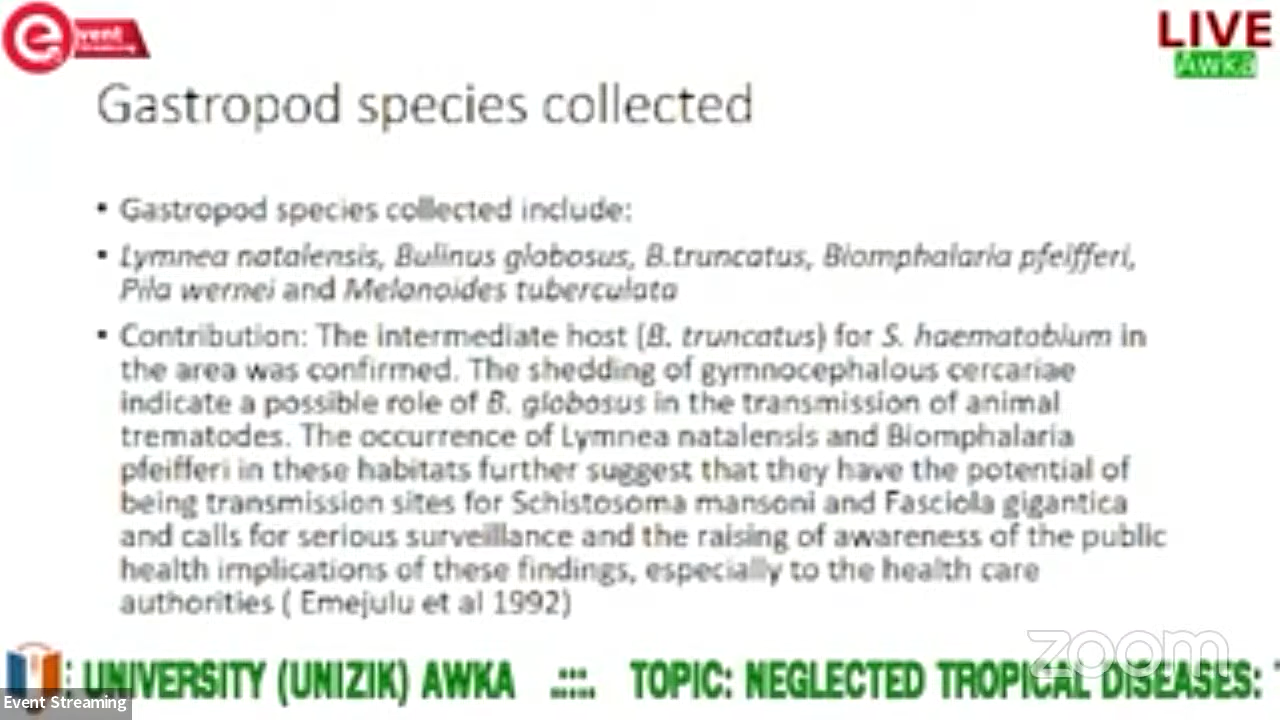 event
Streaming
LIVE
Awka
Gastropod species collected
• Gastropod species collected include:
• Lymnea natalensis, Bulinus globosus, B.truncatus, Biomphalaria pfeifferi,
Pila wernei and Melanoides tuberculata
• Contribution: The intermediate host (B. truncatus) for S. haematobium in
the area was confirmed. The shedding of gymnocephalous cercariae
indicate a possible role of B. globosus in the transmission of animal
trematodes. The occurrence of Lymnea natalensis and Biomphalaria
pfeifferi in these habitats further suggest that they have the potential of
being transmission sites for Schistosoma mansoni and Fasciola gigantica
and calls for serious surveillance and the raising of awareness of the public
health implications of these findings, especially to the health care
authorities ( Emejulu et al 1992)
zoom
: UNIVERSITY (UNIZIK) AWKA .::::. TOPIC: NEGLECTED TROPICAL DISEASES:
Event Streaming